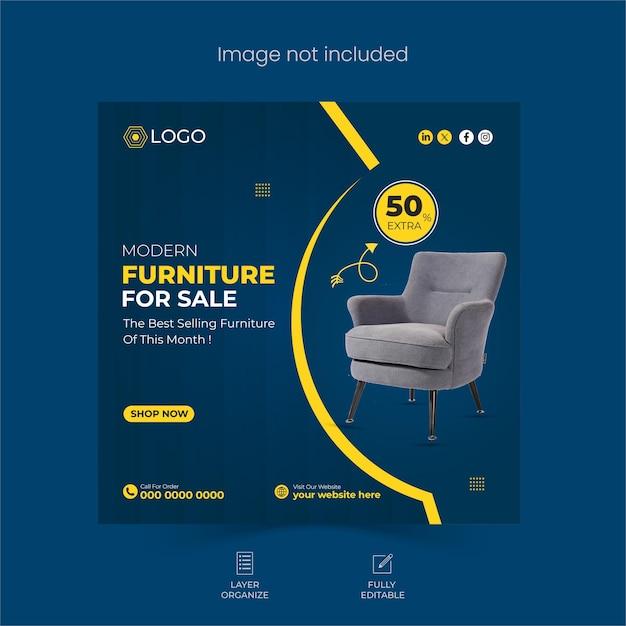 Image not included
LOGO
50%
EXTRA
MODERN
FURNITURE
FOR SALE
The Best Selling Furniture
Of This Month !
SHOP NOW
Call For Order
000 0000 0000
Visit Our Website
your website here
LAYER
ORGANIZE
FULLY
EDITABLE